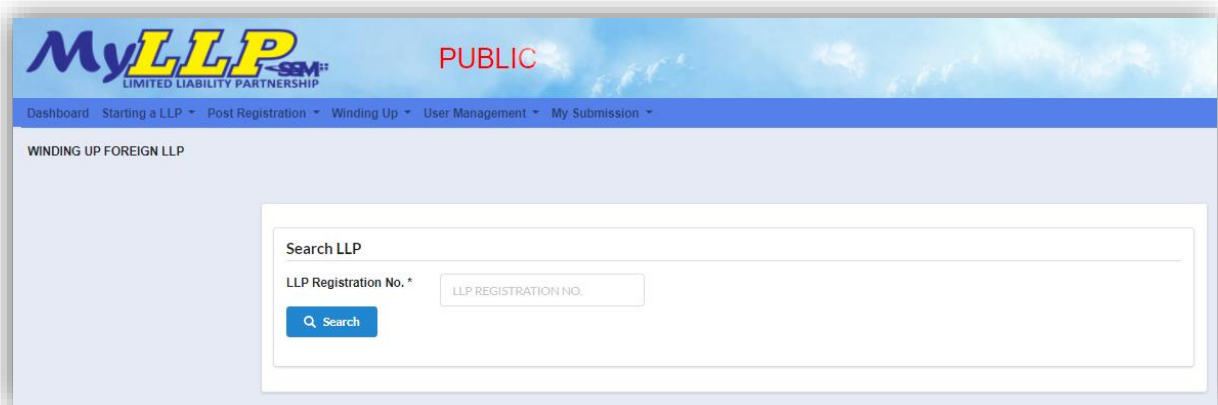 MyLLP SSM
LIMITED LIABILITY PARTNERSHIP
PUBLIC
Dashboard Starting a LLP Post Registration Winding Up User Management My Submission
WINDING UP FOREIGN LLP
Search LLP
LLP Registration No. *
LLP REGISTRATION NO.
Search